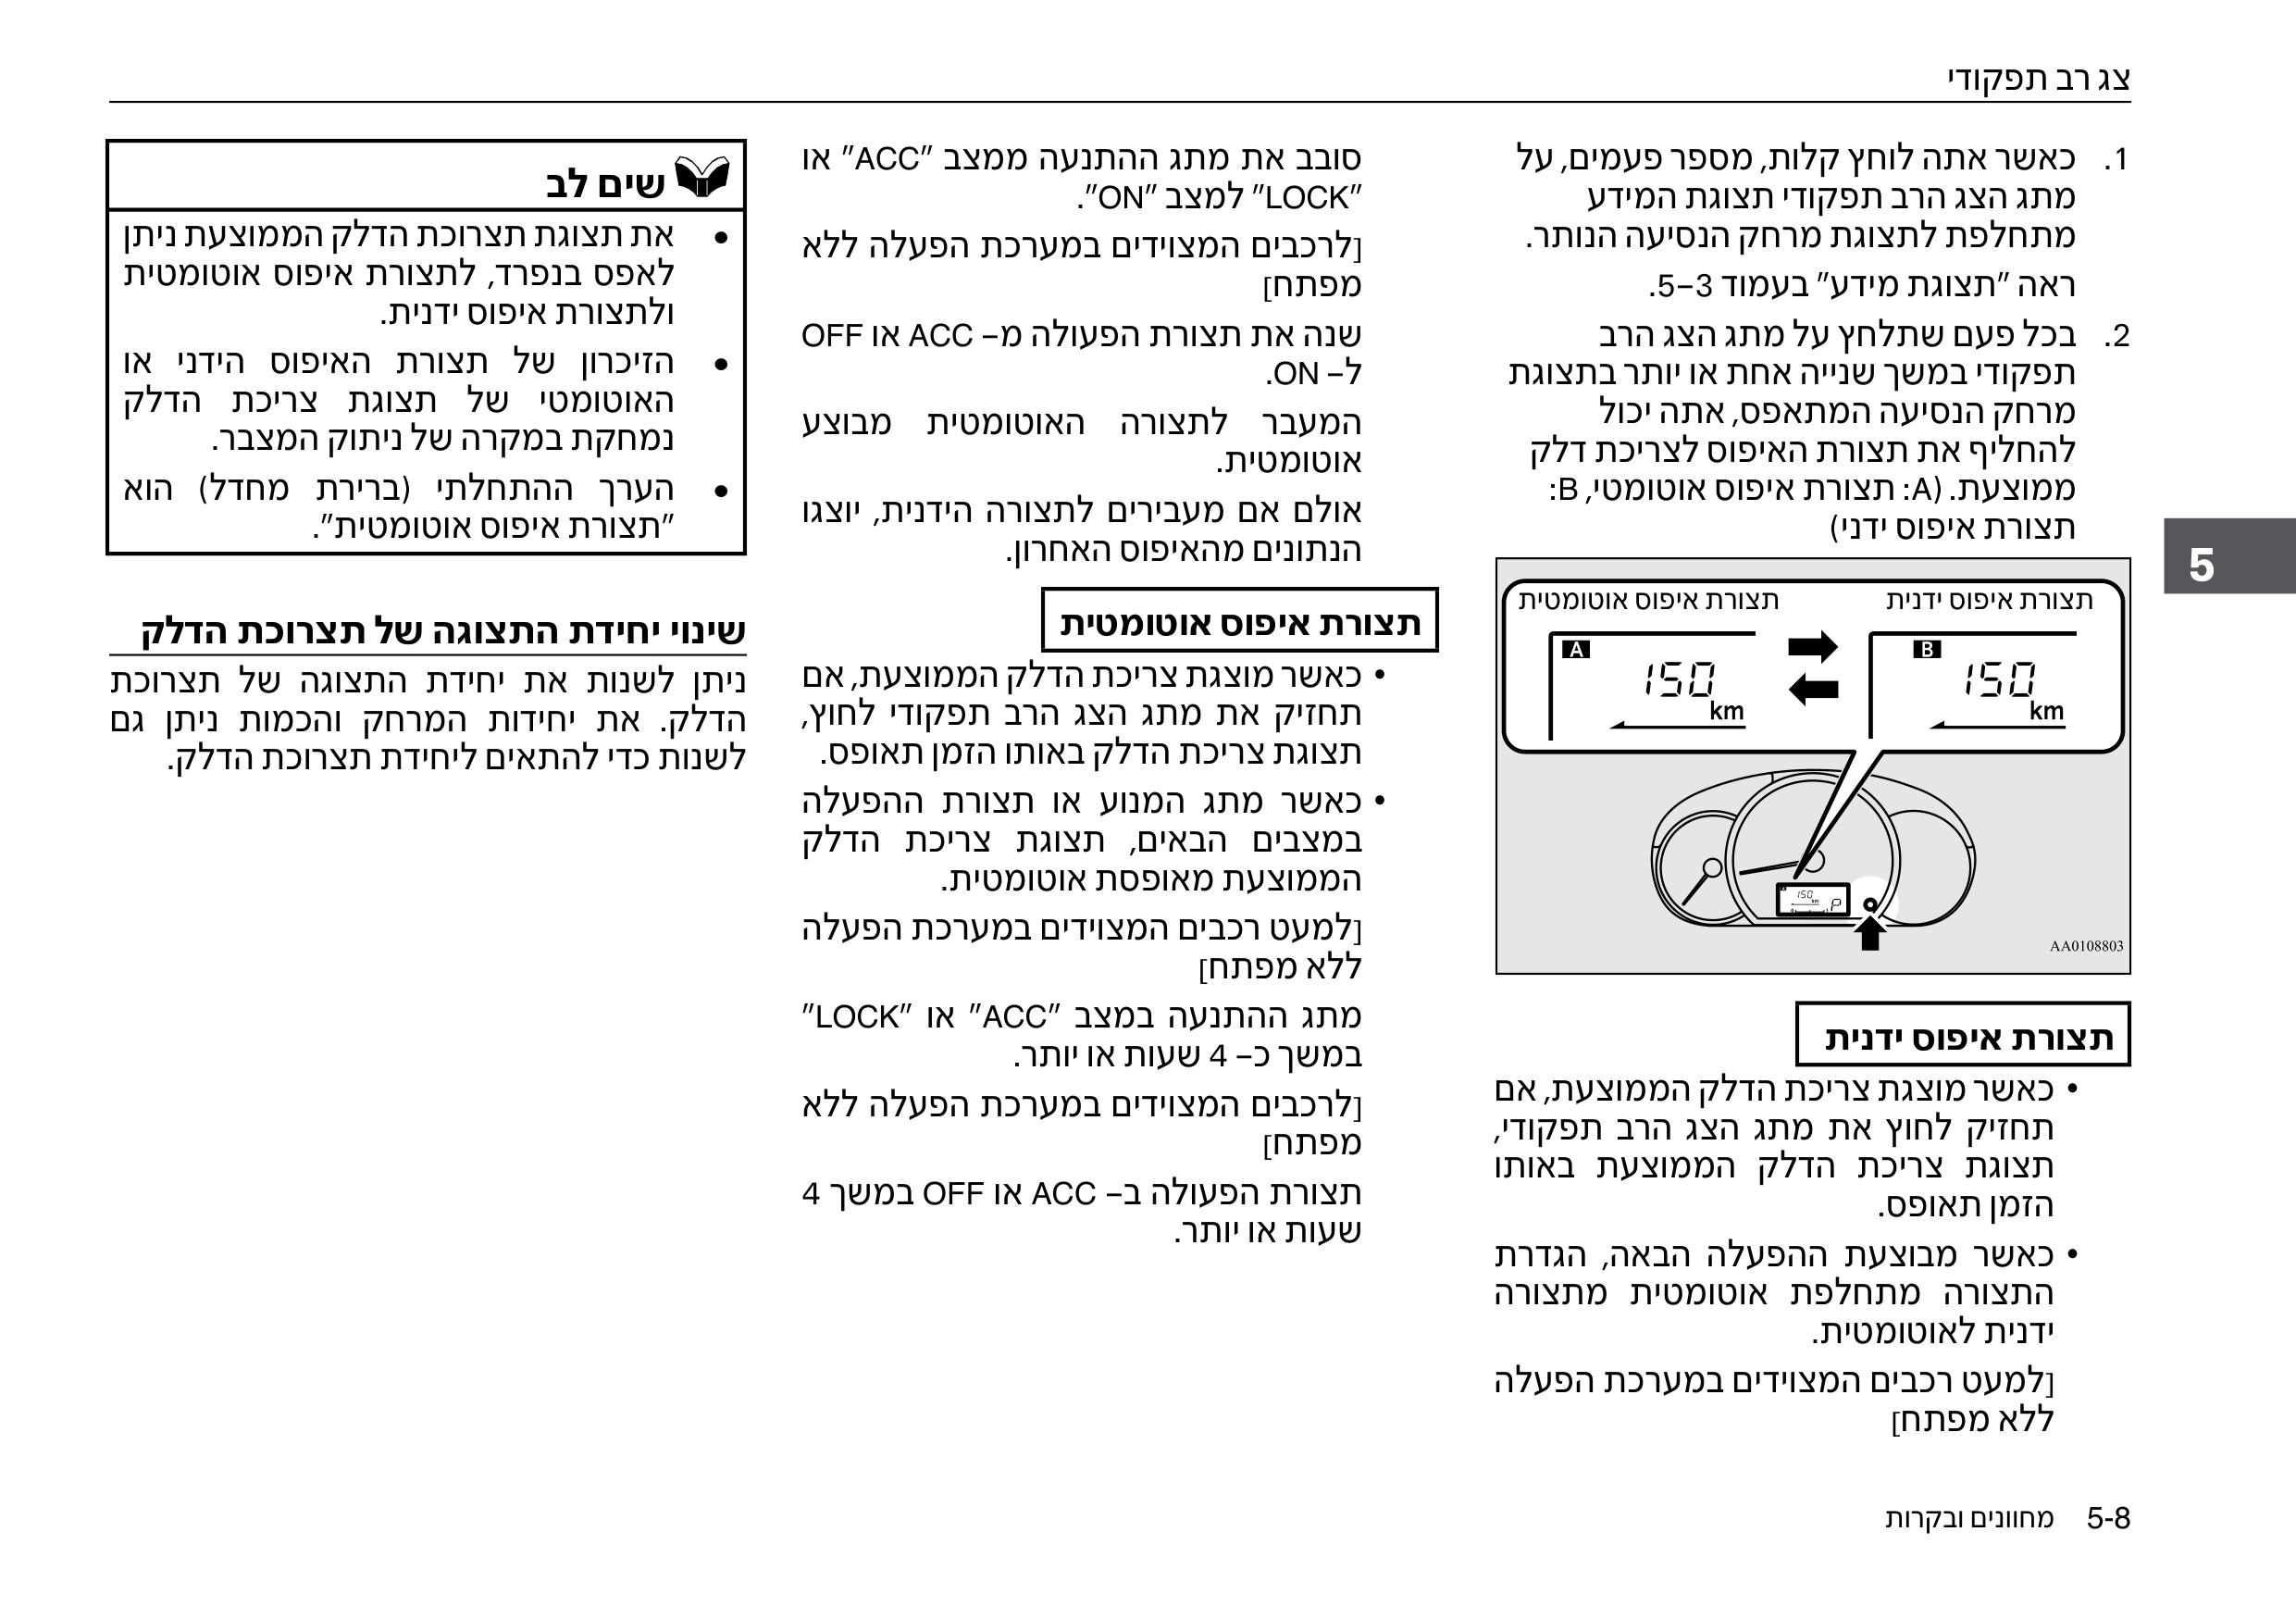 צג רב תפקודי
1. כאשר אתה לוחץ קלות, מספר פעמים, על
מתג הצג הרב תפקודי תצוגת המידע
מתחלפת לתצוגת מרחק הנסיעה הנותר.
ראה "תצוגת מידע" בעמוד 5–3.
2. בכל פעם שתלחץ על מתג הצג הרב
תפקודי במשך שנייה אחת או יותר בתצוגת
מרחק הנסיעה המתאפס, אתה יכול
להחליף את תצורת האיפוס לצריכת דלק
ממוצעת. (A: תצורת איפוס אוטומטי, B:
תצורת איפוס ידני)
תצורת איפוס ידנית
תצורת איפוס אוטומטית
B
150
km
A
150
km
150
km
P
AA0108803
תצורת איפוס ידנית
• כאשר מוצגת צריכת הדלק הממוצעת, אם
תחזיק לחוץ את מתג הצג הרב תפקודי,
תצוגת צריכת הדלק הממוצעת באותו
הזמן תאופס.
• כאשר מבוצעת ההפעלה הבאה, הגדרת
התצורה מתחלפת אוטומטית מתצורה
ידנית לאוטומטית.
[למעט רכבים המצוידים במערכת הפעלה
ללא מפתח]
סובב את מתג ההתנעה ממצב "ACC" או
"LOCK" למצב "ON".
[לרכבים המצוידים במערכת הפעלה ללא
מפתח]
שנה את תצורת הפעולה מ– ACC או OFF
ל– ON.
המעבר לתצורה האוטומטית מבוצע
אוטומטית.
אולם אם מעבירים לתצורה הידנית, יוצגו
הנתונים מהאיפוס האחרון.
תצורת איפוס אוטומטית
• כאשר מוצגת צריכת הדלק הממוצעת, אם
תחזיק את מתג הצג הרב תפקודי לחוץ,
תצוגת צריכת הדלק באותו הזמן תאופס.
• כאשר מתג המנוע או תצורת ההפעלה
במצבים הבאים, תצוגת צריכת הדלק
הממוצעת מאופסת אוטומטית.
[למעט רכבים המצוידים במערכת הפעלה
ללא מפתח]
מתג ההתנעה במצב "ACC" או "LOCK"
במשך כ– 4 שעות או יותר.
[לרכבים המצוידים במערכת הפעלה ללא
מפתח]
תצורת הפעולה ב– ACC או OFF במשך 4
שעות או יותר.
שים לב
• את תצוגת תצרוכת הדלק הממוצעת ניתן
לאפס בנפרד, לתצורת איפוס אוטומטית
ולתצורת איפוס ידנית.
• הזיכרון של תצורת האיפוס הידני או
האוטומטי של תצוגת צריכת הדלק
נמחקת במקרה של ניתוק המצבר.
• הערך ההתחלתי (ברירת מחדל) הוא
"תצורת איפוס אוטומטית".
שינוי יחידת התצוגה של תצרוכת הדלק
ניתן לשנות את יחידת התצוגה של תצרוכת
הדלק. את יחידות המרחק והכמות ניתן גם
לשנות כדי להתאים ליחידת תצרוכת הדלק.
5
5-8 מחוונים ובקרות